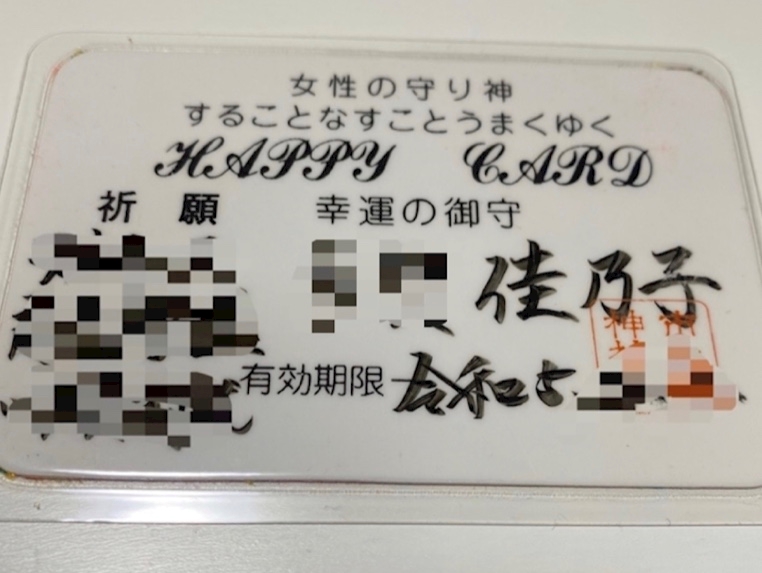 女性の守り神
することなすことうまくゆく
HAPPY CARD
祈願 幸運の御守
佳乃子
有効期限 令和5